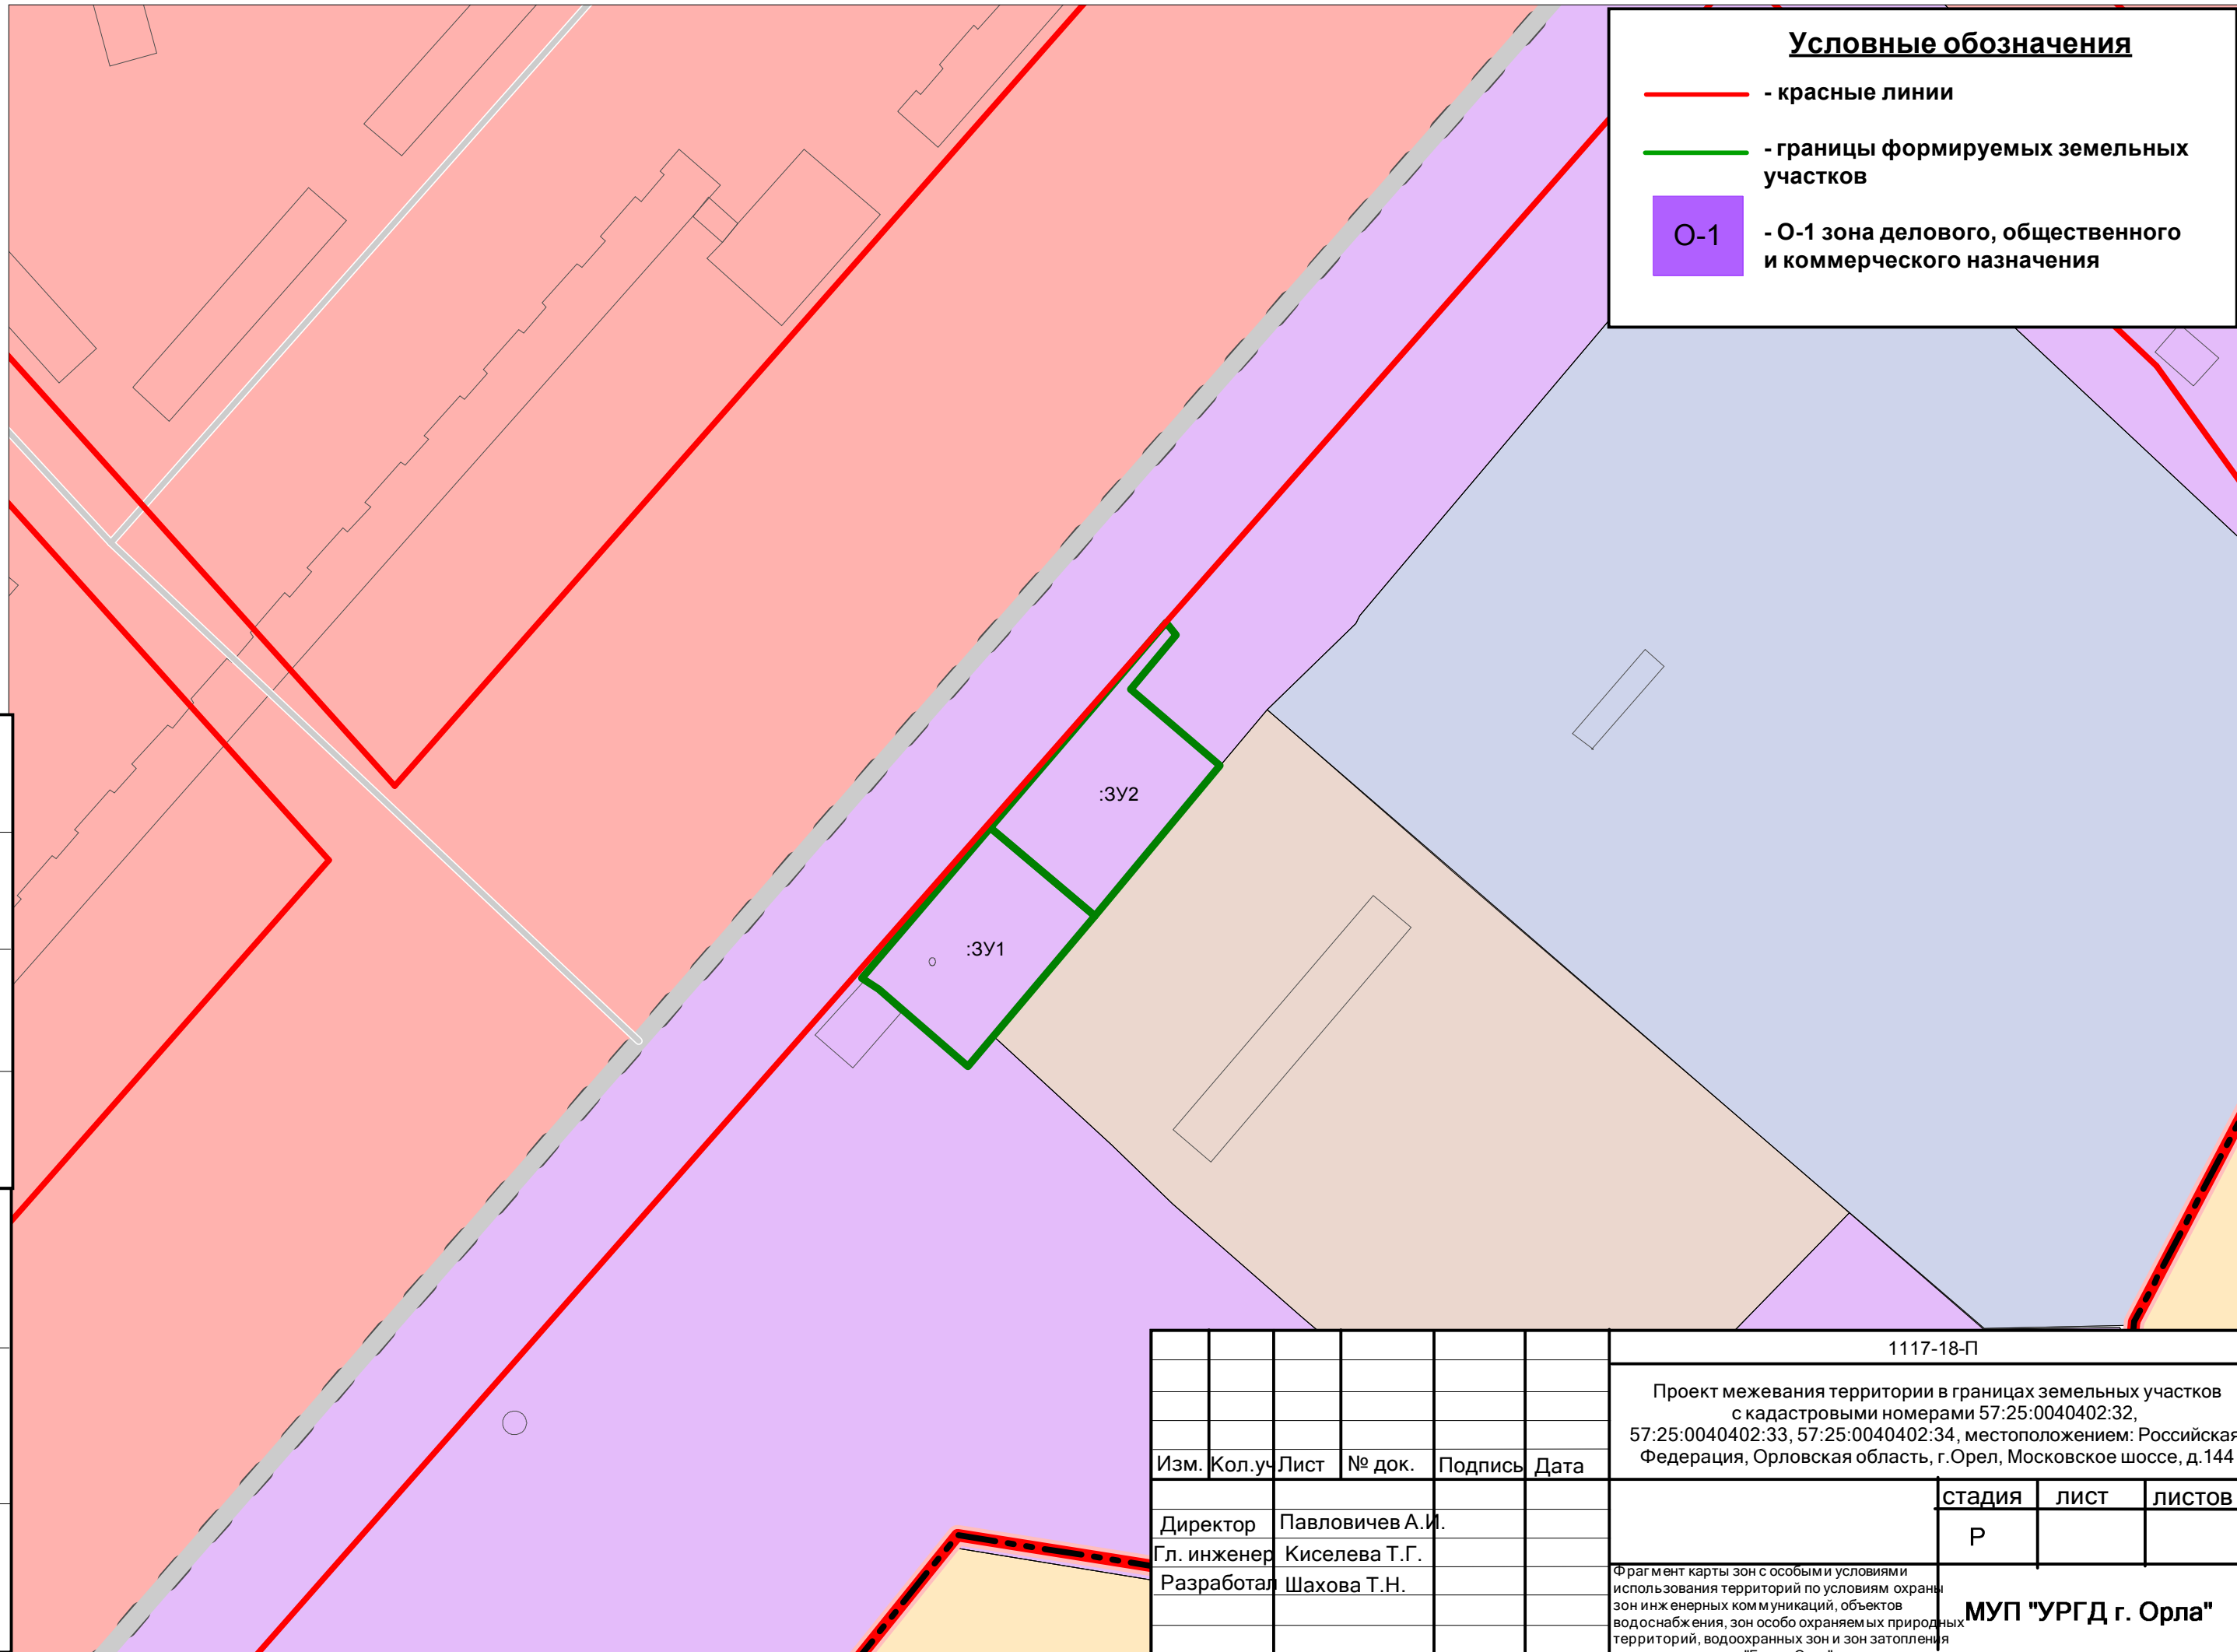 Условные обозначения
- красные линии
- границы формируемых земельных
участков
О-1
- О-1 зона делового, общественного
и коммерческого назначения
:ЗУ2
:ЗУ1
1117-18-П
Проект межевания территории в границах земельных участков
с кадастровыми номерами 57:25:0040402:32,
57:25:0040402:33, 57:25:0040402:34, местоположением: Российская
Федерация, Орловская область, г.Орел, Московское шоссе, д.144
Изм. Кол.уч Лист № док. Подпись Дата
стадия лист листов
Р
Директор Павловичев А.И.
Гл. инженер Киселева Т.Г.
Разработал Шахова Т.Н.
Фрагмент карты зон с особыми условиями
использования территорий по условиям охраны
зон инженерных коммуникаций, объектов
водоснабжения, зон особо охраняемых природных
территорий, водоохранных зон и зон затопления
МУП "УРГД г. Орла"